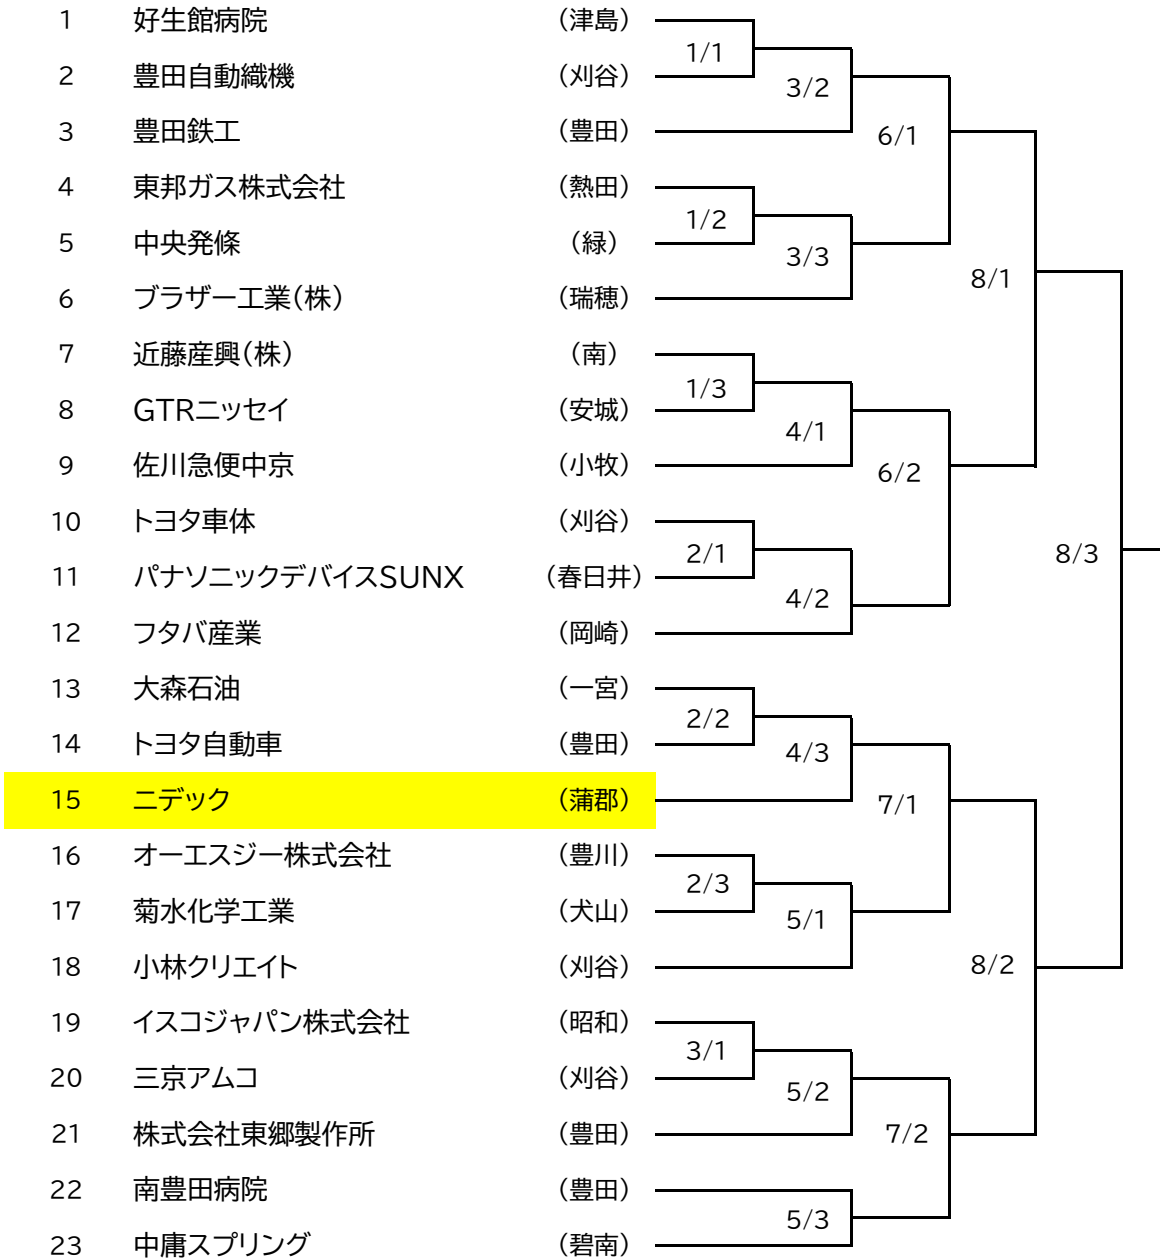 1 好生館病院 （津島）
1/1
2 豊田自動織機 （刈谷）
3/2
3 豊田鉄工 （豊田）
6/1
4 東邦ガス株式会社 （熱田）
1/2
5 中央発條 （緑）
3/3
8/1
6 ブラザー工業（株） （瑞穂）
7 近藤産興（株） （南）
1/3
8 GTRニッセイ （安城）
4/1
9 佐川急便中京 （小牧）
6/2
10 トヨタ車体 （刈谷）
2/1
8/3
11 パナソニックデバイスSUNX （春日井）
4/2
12 フタバ産業 （岡崎）
13 大森石油 （一宮）
2/2
14 トヨタ自動車 （豊田）
4/3
15 ニデック （蒲郡）
7/1
16 オーエスジー株式会社 （豊川）
2/3
17 菊水化学工業 （犬山）
5/1
18 小林クリエイト （刈谷）
8/2
19 イスコジャパン株式会社 （昭和）
3/1
20 三京アムコ （刈谷）
5/2
21 株式会社東郷製作所 （豊田）
7/2
22 南豊田病院 （豊田）
5/3
23 中庸スプリング （碧南）